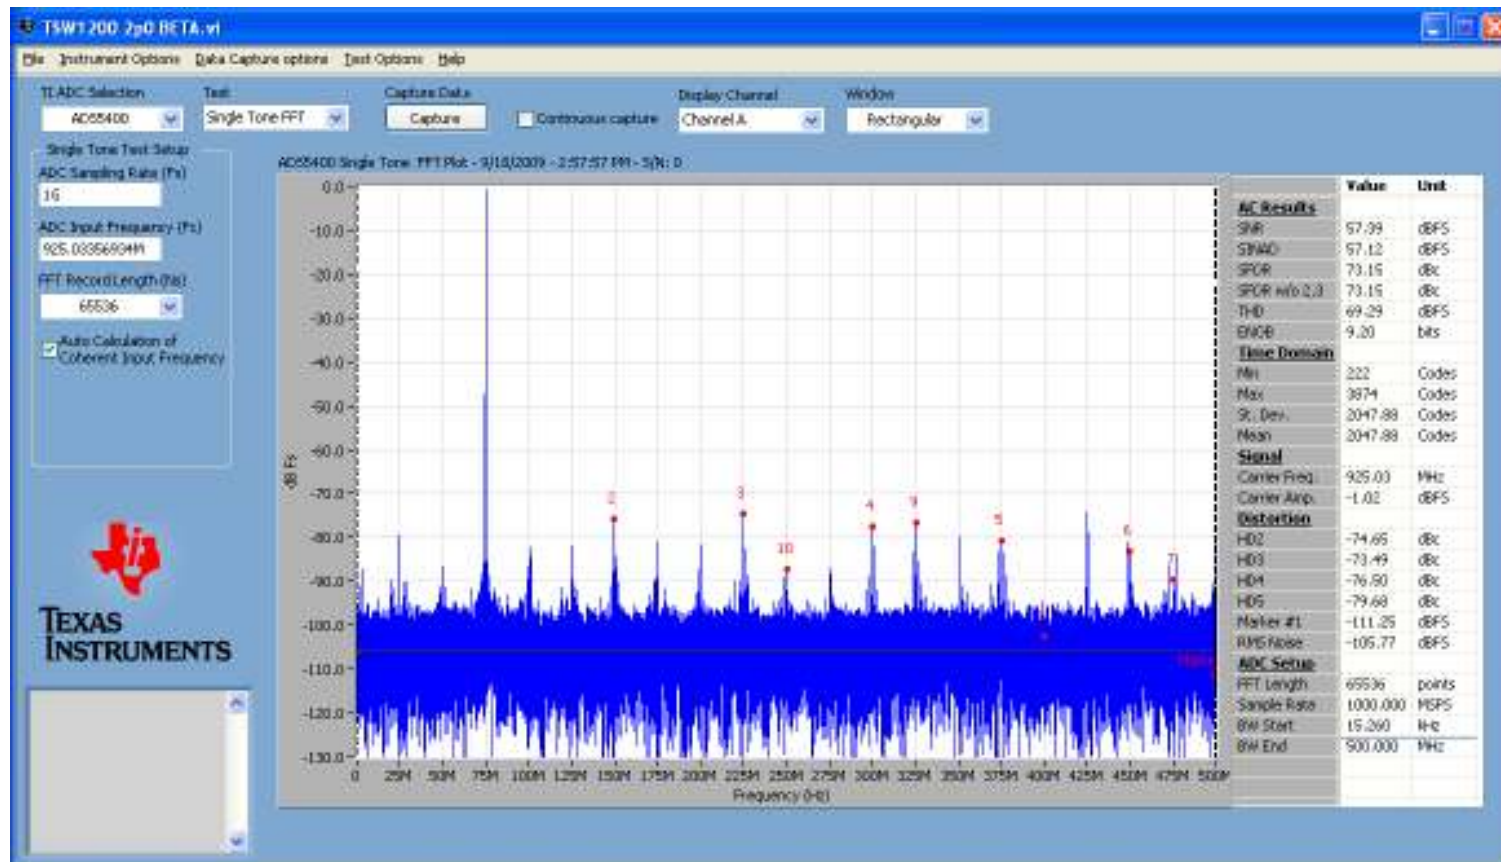 TSW1200 2p0 BETA.vi
File Instrument Options Data Capture options Test Options Help
TI ADC Selection Test Capture Data Display Channel Window
ADS5400 Single Tone FFT Capture Continuous capture Channel A Rectangular
Single Tone Test Setup
ADC Sampling Rate (Fs)
1G
ADC Input Frequency (Fc)
925.03356934M
FFT Record Length (Ns)
65536
Auto Calculation of
Coherent Input Frequency
TEXAS
INSTRUMENTS
ADS5400 Single Tone FFT Plot - 9/18/2009 - 2:57:57 PM - S/N: 0
0.0
-10.0
-20.0
-30.0
-40.0
-50.0
-60.0
-70.0
-80.0
-90.0
-100.0
-110.0
-120.0
-130.0
dB Fs
2 3 10 4 9 5 6 7
0 25M 50M 75M 100M 125M 150M 175M 200M 225M 250M 275M 300M 325M 350M 375M 400M 425M 450M 475M 500M
Frequency (Hz)
Value Unit
AC Results
SNR 57.39 dBFS
SINAD 57.12 dBFS
SFDR 73.15 dBc
SFDR w/o 2,3 73.15 dBc
THD 69.29 dBFS
ENOB 9.20 bits
Time Domain
Min 222 Codes
Max 3874 Codes
St. Dev. 2047.88 Codes
Mean 2047.88 Codes
Signal
Carrier Freq. 925.03 MHz
Carrier Amp. -1.02 dBFS
Distortion
HD2 -74.65 dBc
HD3 -73.49 dBc
HD4 -76.50 dBc
HD5 -79.68 dBc
Marker #1 -111.25 dBFS
RMS Noise -105.77 dBFS
ADC Setup
FFT Length 65536 points
Sample Rate 1000.000 MSPS
BW Start 15.260 kHz
BW End 500.000 MHz